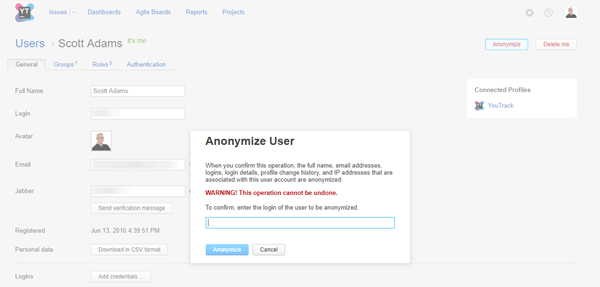 YT
Issues
Dashboards
Agile Boards
Reports
Projects
Users › Scott Adams it's me
Anonymize
Delete me
General
Groups 1
Roles 3
Authentication
Full Name
Scott Adams
Login
Avatar
Email
Jabber
Send verification message
Registered
Jun 13, 2016 4:39:51 PM
Personal data
Download in CSV format
Logins
Add credentials...
Connected Profiles
YouTrack
Anonymize User
When you confirm this operation, the full name, email addresses,
logins, login details, profile change history, and IP addresses that are
associated with this user account are anonymized.
WARNING! This operation cannot be undone.
To confirm, enter the login of the user to be anonymized.
Anonymize
Cancel